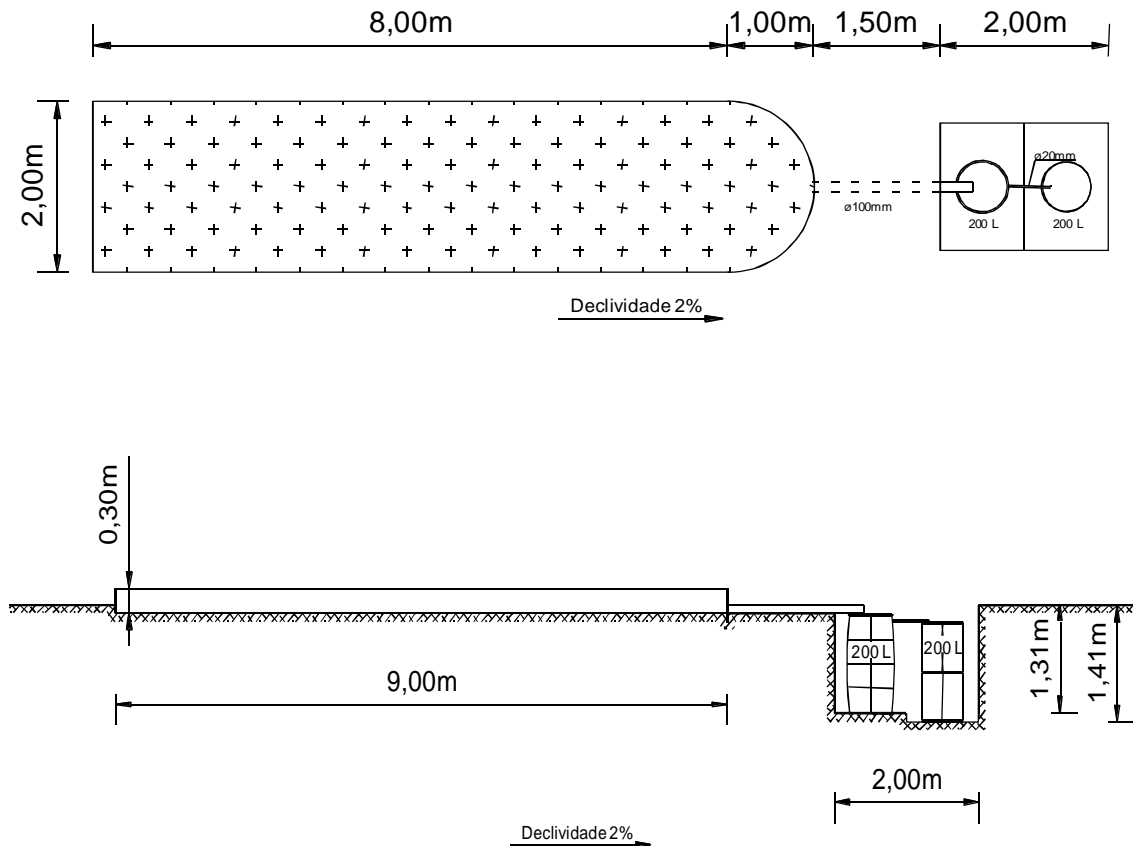 8,00m
1,00m
1,50m
2,00m
2,00m
ø20mm
ø100mm
200 L
200 L
Declividade 2%
0,30m
200 L
200 L
1,31m
1,41m
9,00m
2,00m
Declividade 2%